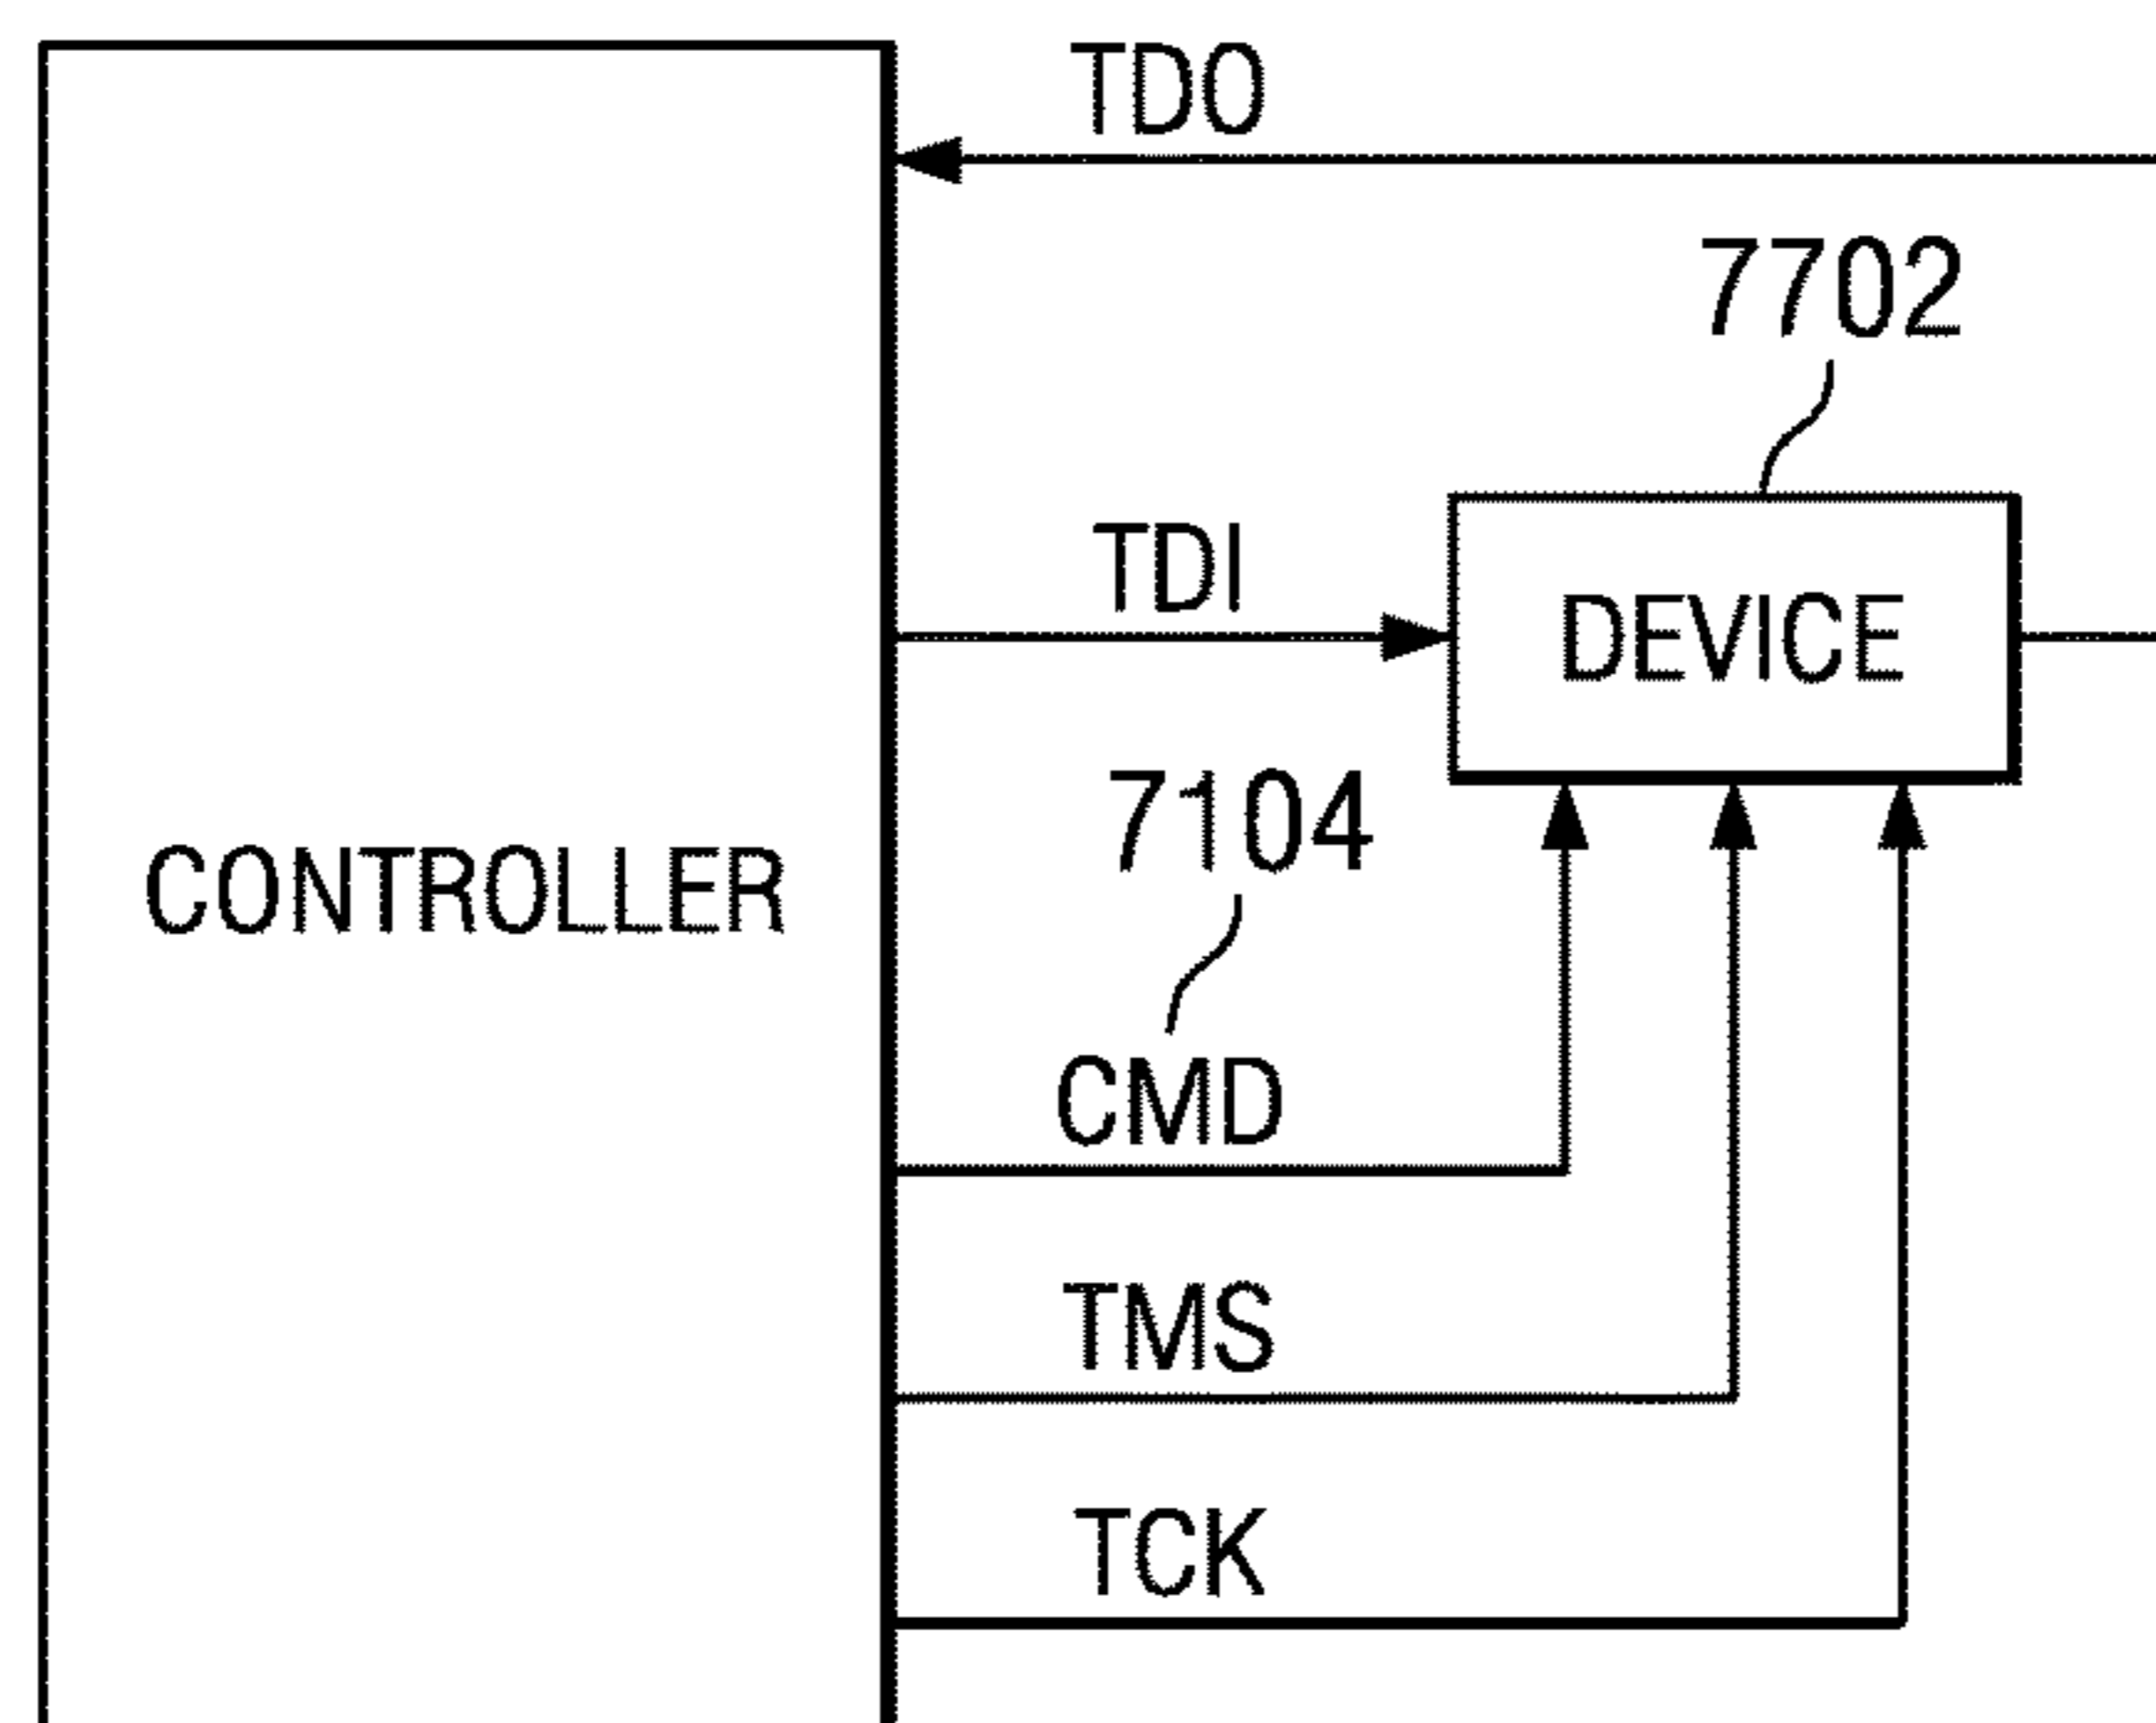 TDO
7702
TDI
DEVICE
7104
CONTROLLER
CMD
TMS
TCK